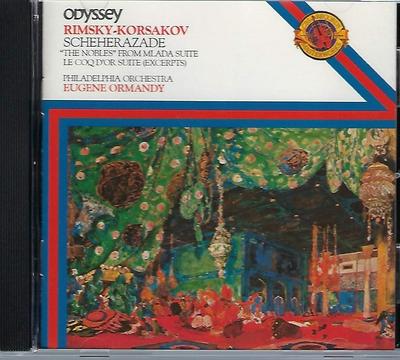 Odyssey
RIMSKY-KORSAKOV
SCHEHERAZADE
"THE NOBLES" FROM MLADA SUITE
LE COQ D'OR SUITE (EXCERPTS)
PHILADELPHIA ORCHESTRA
EUGENE ORMANDY